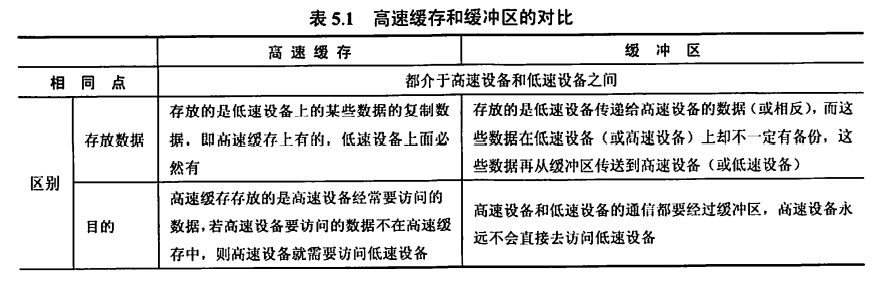 表 5.1 高速缓存和缓冲区的对比
高 速 缓 存
缓 冲 区
相 同 点
都介于高速设备和低速设备之间
区别
存放数据
存放的是低速设备上的某些数据的复制数
据，即高速缓存上有的，低速设备上面必
然有
存放的是低速设备传递给高速设备的数据（或相反），而这
些数据在低速设备（或高速设备）上却不一定有备份，这
些数据再从缓冲区传送到高速设备（或低速设备）
目的
高速缓存存放的是高速设备经常要访问的
数据，若高速设备要访问的数据不在高速缓
存中，则高速设备就需要访问低速设备
高速设备和低速设备的通信都要经过缓冲区，高速设备永
远不会直接去访问低速设备